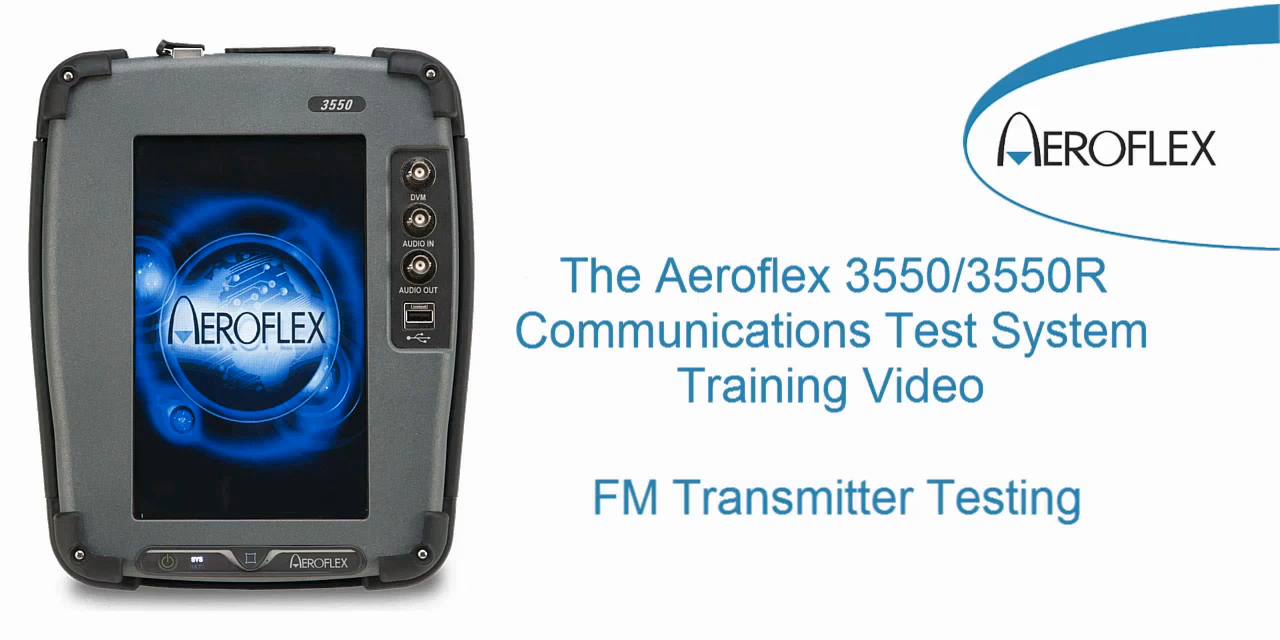 3550
AEROFLEX
DVM
AUDIO IN
AUDIO OUT
SYS
AEROFLEX
AEROFLEX
The Aeroflex 3550/3550R
Communications Test System
Training Video
FM Transmitter Testing